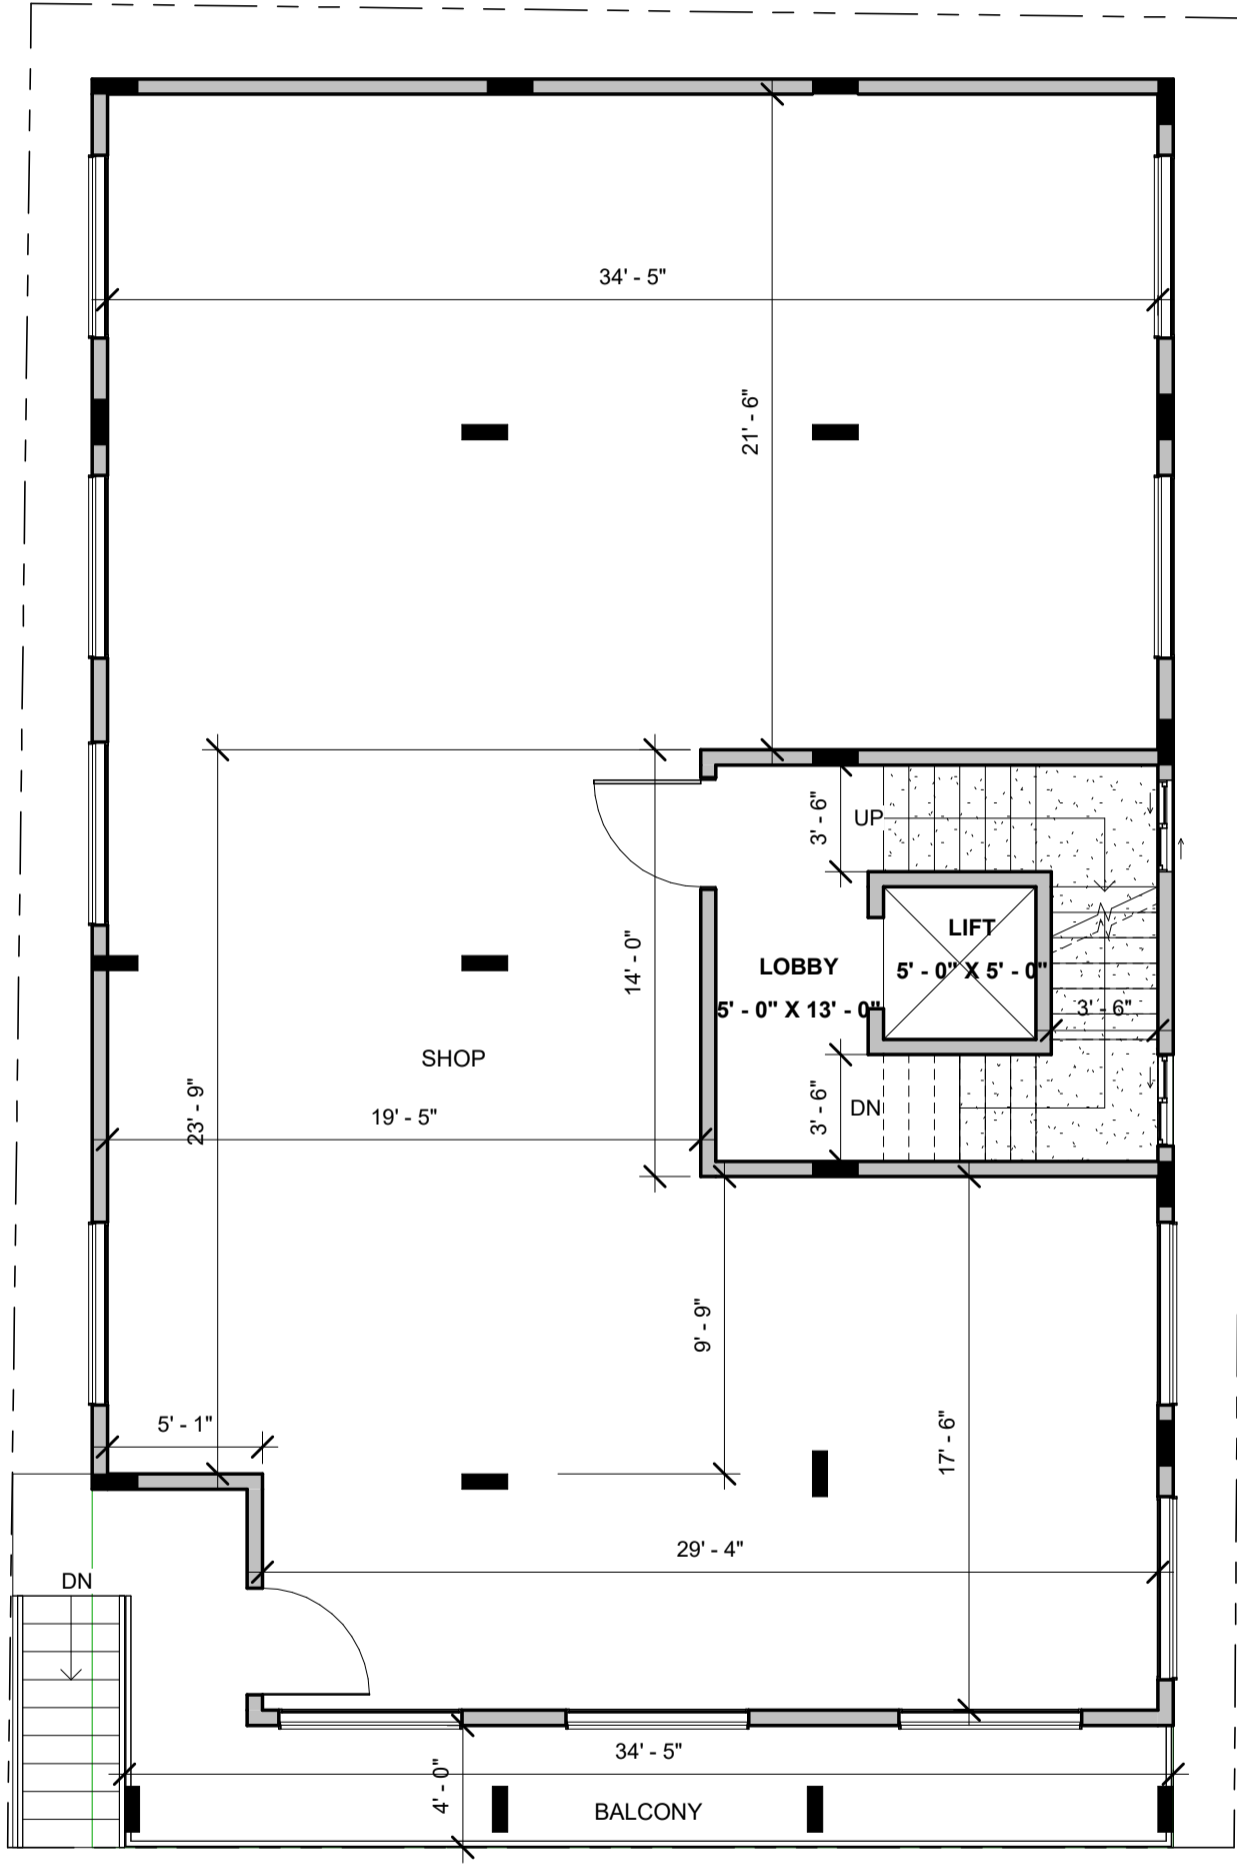 34' - 5"
21' - 6"
3' - 6"
UP
LIFT
5' - 0" X 5' - 0"
LOBBY
5' - 0" X 13' - 0"
14' - 0"
3' - 6"
SHOP
23' - 9"
19' - 5"
3' - 6"
DN
9' - 9"
5' - 1"
17' - 6"
29' - 4"
DN
34' - 5"
4' - 0"
BALCONY